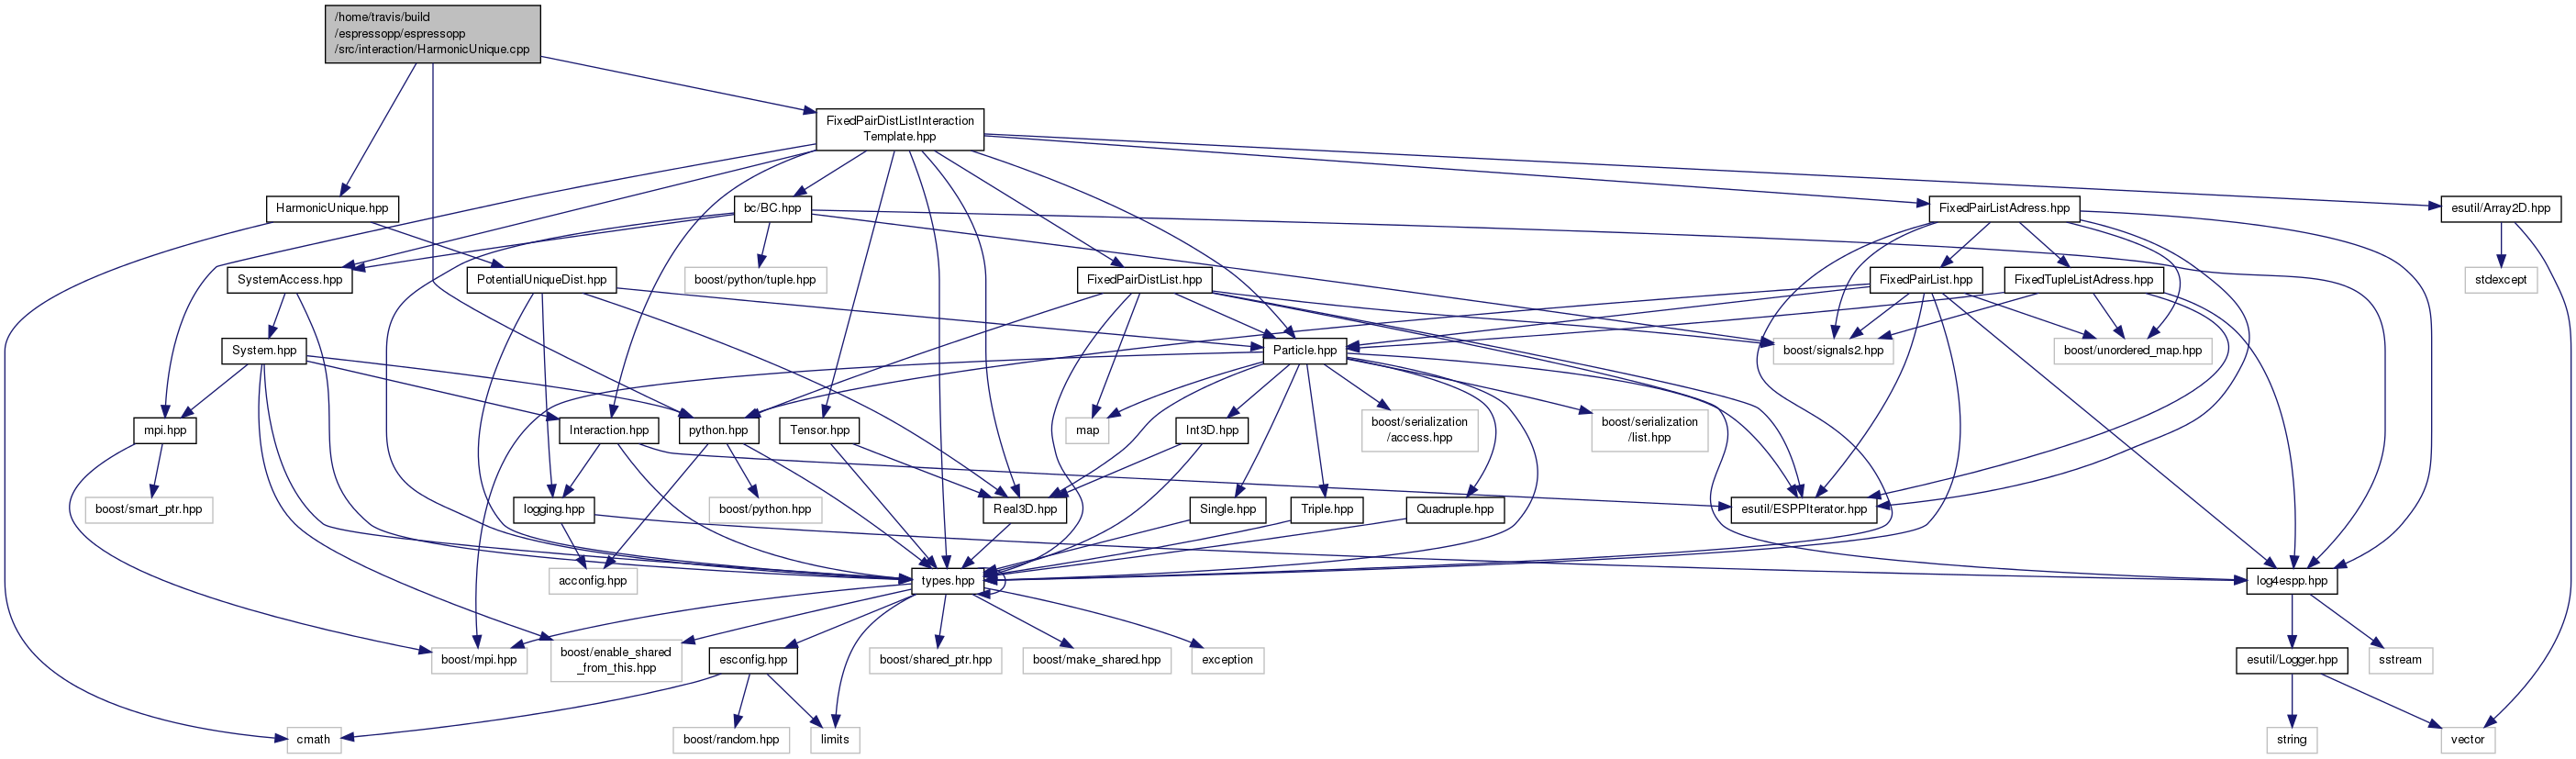 /home/travis/build
/espressopp/espressopp
/src/interaction/HarmonicUnique.cpp
FixedPairDistListInteraction
Template.hpp
HarmonicUnique.hpp
bc/BC.hpp
FixedPairListAdress.hpp
esutil/Array2D.hpp
SystemAccess.hpp
PotentialUniqueDist.hpp
boost/python/tuple.hpp
FixedPairDistList.hpp
FixedPairList.hpp
FixedTupleListAdress.hpp
stdexcept
System.hpp
Particle.hpp
boost/signals2.hpp
boost/unordered_map.hpp
mpi.hpp
Interaction.hpp
python.hpp
Tensor.hpp
map
Int3D.hpp
boost/serialization
/access.hpp
boost/serialization
/list.hpp
boost/smart_ptr.hpp
logging.hpp
boost/python.hpp
Real3D.hpp
Single.hpp
Triple.hpp
Quadruple.hpp
esutil/ESPPIterator.hpp
acconfig.hpp
types.hpp
log4espp.hpp
boost/mpi.hpp
boost/enable_shared
_from_this.hpp
esconfig.hpp
boost/shared_ptr.hpp
boost/make_shared.hpp
exception
esutil/Logger.hpp
sstream
cmath
boost/random.hpp
limits
string
vector